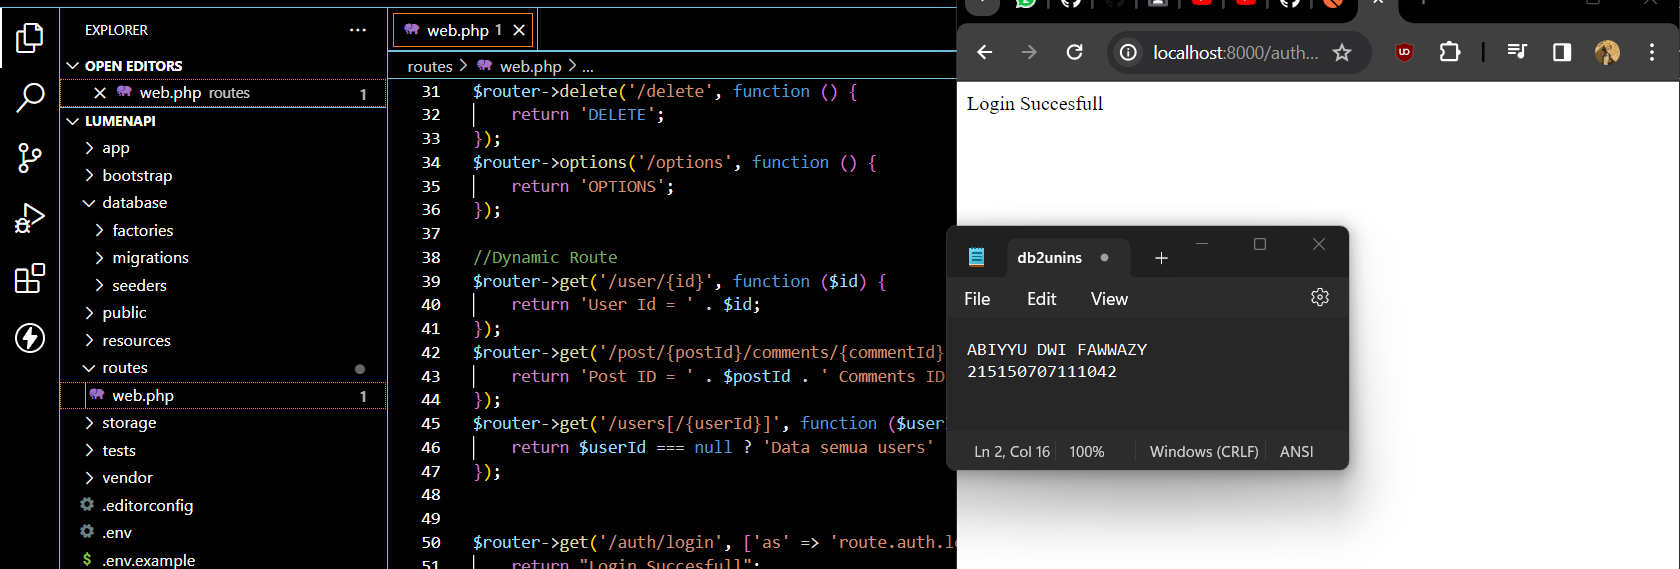 EXPLORER
OPEN EDITORS
web.php routes 1
LUMENAPI
app
bootstrap
database
factories
migrations
seeders
public
resources
routes
web.php 1
storage
tests
vendor
.editorconfig
.env
$ .env.example
web.php 1
routes > web.php > ...
31 $router->delete('/delete', function () {
32 return 'DELETE';
33 });
34 $router->options('/options', function () {
35 return 'OPTIONS';
36 });
37
38 //Dynamic Route
39 $router->get('/user/{id}', function ($id) {
40 return 'User Id = ' . $id;
41 });
42 $router->get('/post/{postId}/comments/{commentId}
43 return 'Post ID = ' . $postId . ' Comments ID
44 });
45 $router->get('/users[/{userId}]', function ($user
46 return $userId === null ? 'Data semua users'
47 });
48
49
50 $router->get('/auth/login', ['as' => 'route.auth.l
51 return "Login Succesfull";
localhost:8000/auth...
Login Succesfull
db2unins
File Edit View
ABIYYU DWI FAWWAZY
215150707111042
Ln 2, Col 16 100% Windows (CRLF) ANSI